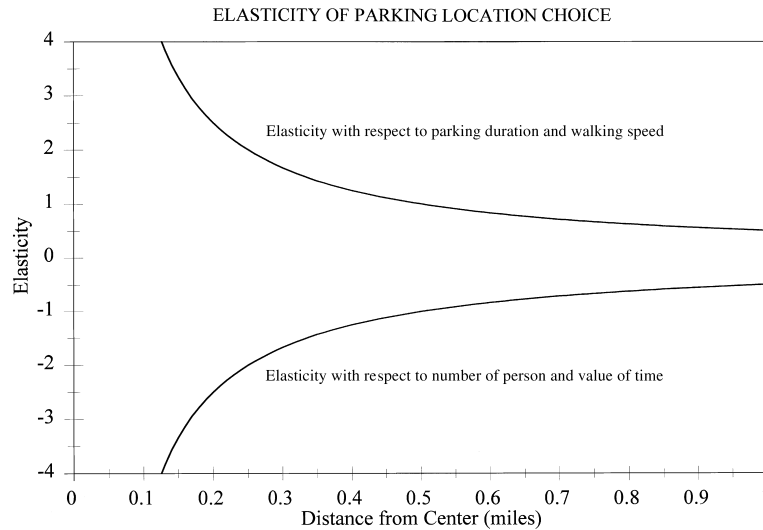 ELASTICITY OF PARKING LOCATION CHOICE
4
3
Elasticity with respect to parking duration and walking speed
2
1
0
Elasticity
-1
-2
Elasticity with respect to number of person and value of time
-3
-4
0 0.1 0.2 0.3 0.4 0.5 0.6 0.7 0.8 0.9
Distance from Center (miles)